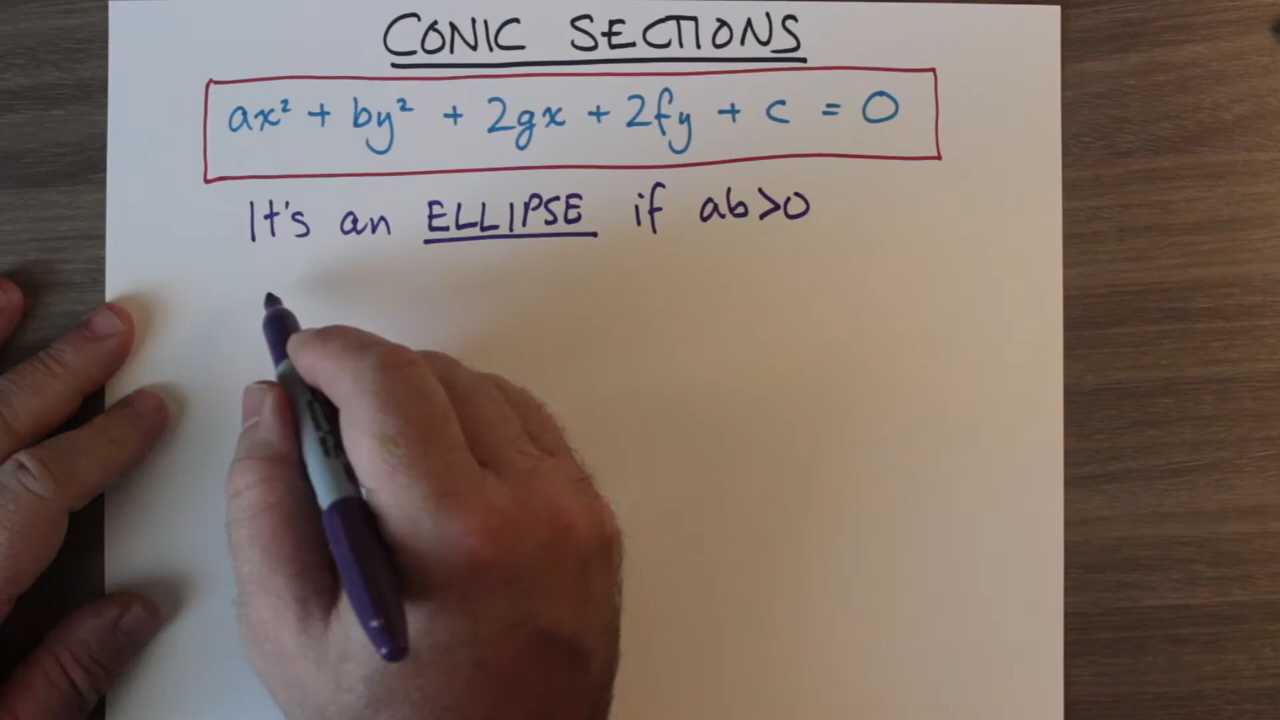 CONIC SECTIONS
ax² + by² + 2gx + 2fy + c = 0
It's an ELLIPSE if ab>0